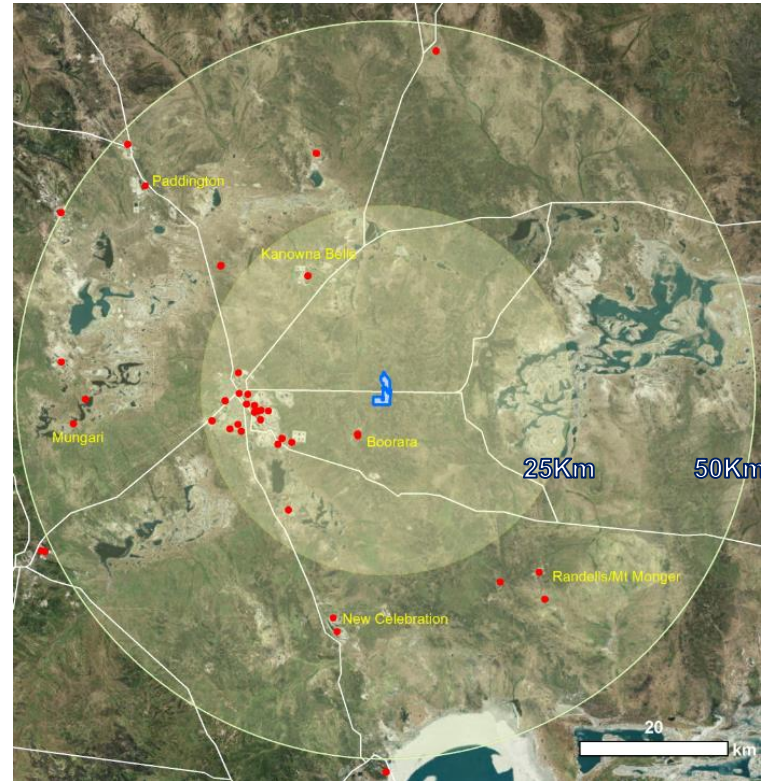 Paddington
Kanowna Belle
Mungari
Boorara
25Km
50Km
Randells/Mt Monger
New Celebration
20
km